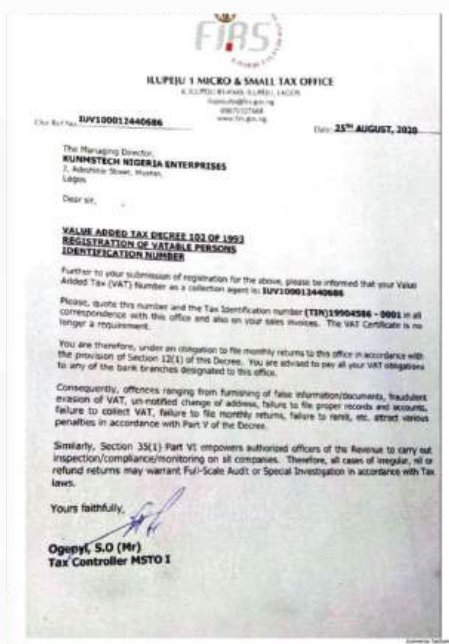 FIRS
ILUPEJU 1 MICRO & SMALL TAX OFFICE
www.firs.gov.ng
IUV100012440686
Date: 25TH AUGUST, 2020
The Managing Director,
KUNMSTECH NIGERIA ENTERPRISES
Lagos
Dear sir,
VALUE ADDED TAX DECREE 102 OF 1993
REGISTRATION OF VATABLE PERSONS
IDENTIFICATION NUMBER
Further to your submission of registration for the above, please be informed that your Value
Added Tax (VAT) Number as a collection agent is: IUV100012440686
Please, quote this number and the Tax Identification number (TIN)19904586 - 0001 in all
correspondence with this office and also on your sales invoices. The VAT Certificate is no
longer a requirement.
You are therefore, under an obligation to file monthly returns to this office in accordance with
the provision of Section 12(1) of this Decree. You are advised to pay all your VAT obligations
to any of the bank branches designated to this office.
Consequently, offences ranging from furnishing of false information/documents, fraudulent
evasion of VAT, un-notified change of address, failure to file proper records and accounts,
failure to collect VAT, failure to file monthly returns, failure to remit, etc. attract various
penalties in accordance with Part V of the Decree.
Similarly, Section 35(1) Part VI empowers authorized officers of the Revenue to carry out
inspection/compliance/monitoring on all companies. Therefore, all cases of irregular, nil or
refund returns may warrant Full-Scale Audit or Special Investigation in accordance with Tax
laws.
Yours faithfully,
Ogenyi, S.O (Mr)
Tax Controller MSTO I